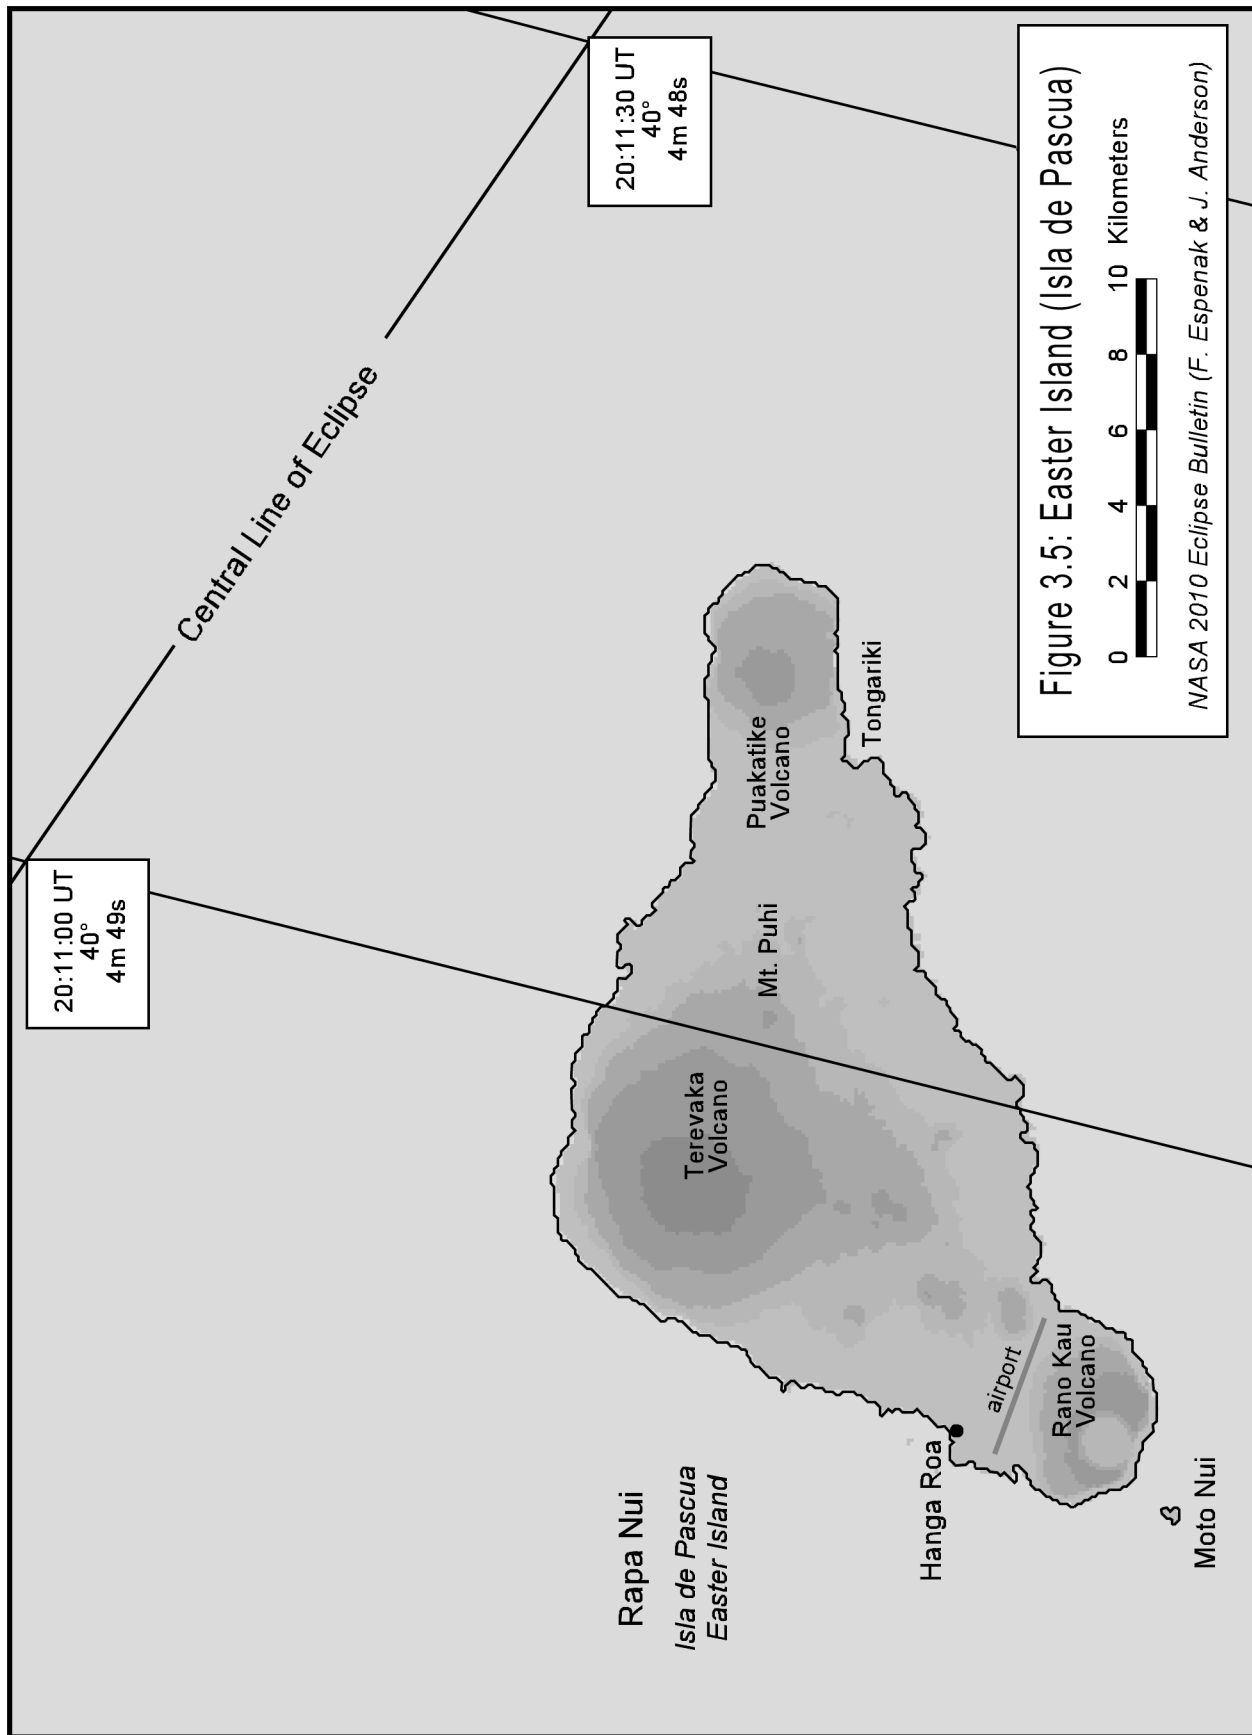 20:11:00 UT
40°
4m 49s
Central Line of Eclipse
20:11:30 UT
40°
4m 48s
Rapa Nui
Isla de Pascua
Easter Island
Terevaka
Volcano
Mt. Puhi
Puakatike
Volcano
Tongariki
Hanga Roa
airport
Rano Kau
Volcano
Moto Nui
Figure 3.5: Easter Island (Isla de Pascua)
0 2 4 6 8 10 Kilometers
NASA 2010 Eclipse Bulletin (F. Espenak & J. Anderson)